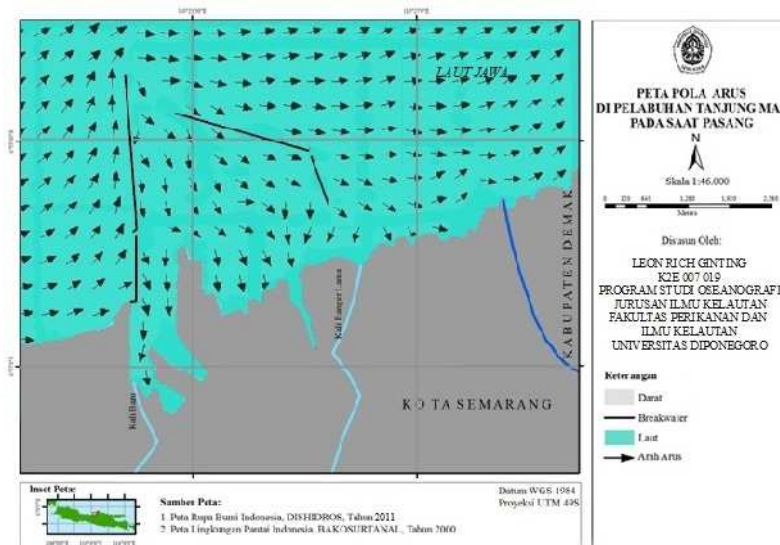 LAUT JAWA
KABUPATEN DEMAK
Kali Banger Lama
Kali Baru
KOTA SEMARANG
PETA POLA ARUS
DI PELABUHAN TANJUNG MA
PADA SAAT PASANG
N
Skala 1:46.000
Meters
Disusun Oleh:
LEON RICH GINTING
K2E 007 019
PROGRAM STUDI OSEANOGRAFI
JURUSAN ILMU KELAUTAN
FAKULTAS PERIKANAN DAN
ILMU KELAUTAN
UNIVERSITAS DIPONEGORO
Keterangan
Darat
Breakwater
Laut
Arah Arus
Inset Peta:
Sumber Peta:
1. Peta Rupa Bumi Indonesia, DISHIDROS, Tahun 2011
2. Peta Lingkungan Pantai Indonesia, BAKOSURTANAL, Tahun 2000
Datum WGS 1984
Proyeksi UTM 49S